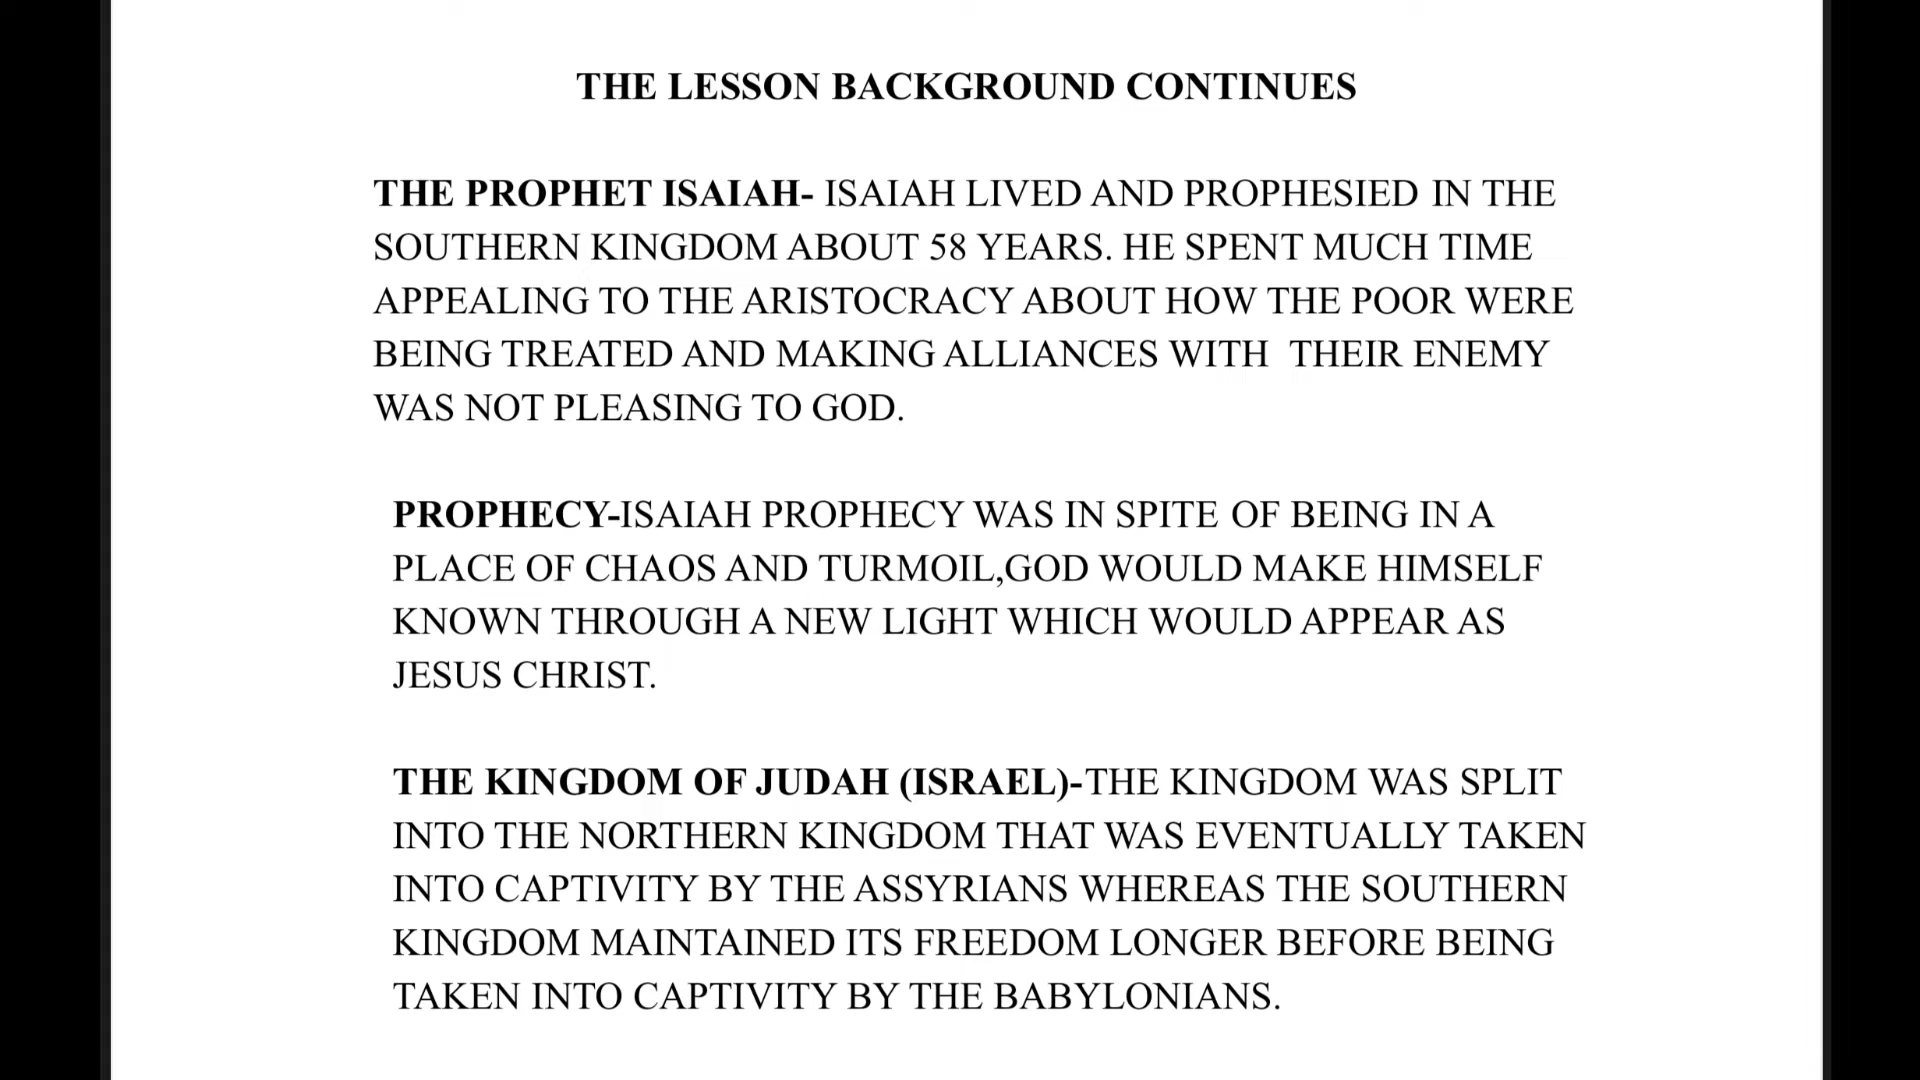 THE LESSON BACKGROUND CONTINUES
THE PROPHET ISAIAH- ISAIAH LIVED AND PROPHESIED IN THE
SOUTHERN KINGDOM ABOUT 58 YEARS. HE SPENT MUCH TIME
APPEALING TO THE ARISTOCRACY ABOUT HOW THE POOR WERE
BEING TREATED AND MAKING ALLIANCES WITH  THEIR ENEMY
WAS NOT PLEASING TO GOD.
PROPHECY-ISAIAH PROPHECY WAS IN SPITE OF BEING IN A
PLACE OF CHAOS AND TURMOIL,GOD WOULD MAKE HIMSELF
KNOWN THROUGH A NEW LIGHT WHICH WOULD APPEAR AS
JESUS CHRIST.
THE KINGDOM OF JUDAH (ISRAEL)-THE KINGDOM WAS SPLIT
INTO THE NORTHERN KINGDOM THAT WAS EVENTUALLY TAKEN
INTO CAPTIVITY BY THE ASSYRIANS WHEREAS THE SOUTHERN
KINGDOM MAINTAINED ITS FREEDOM LONGER BEFORE BEING
TAKEN INTO CAPTIVITY BY THE BABYLONIANS.